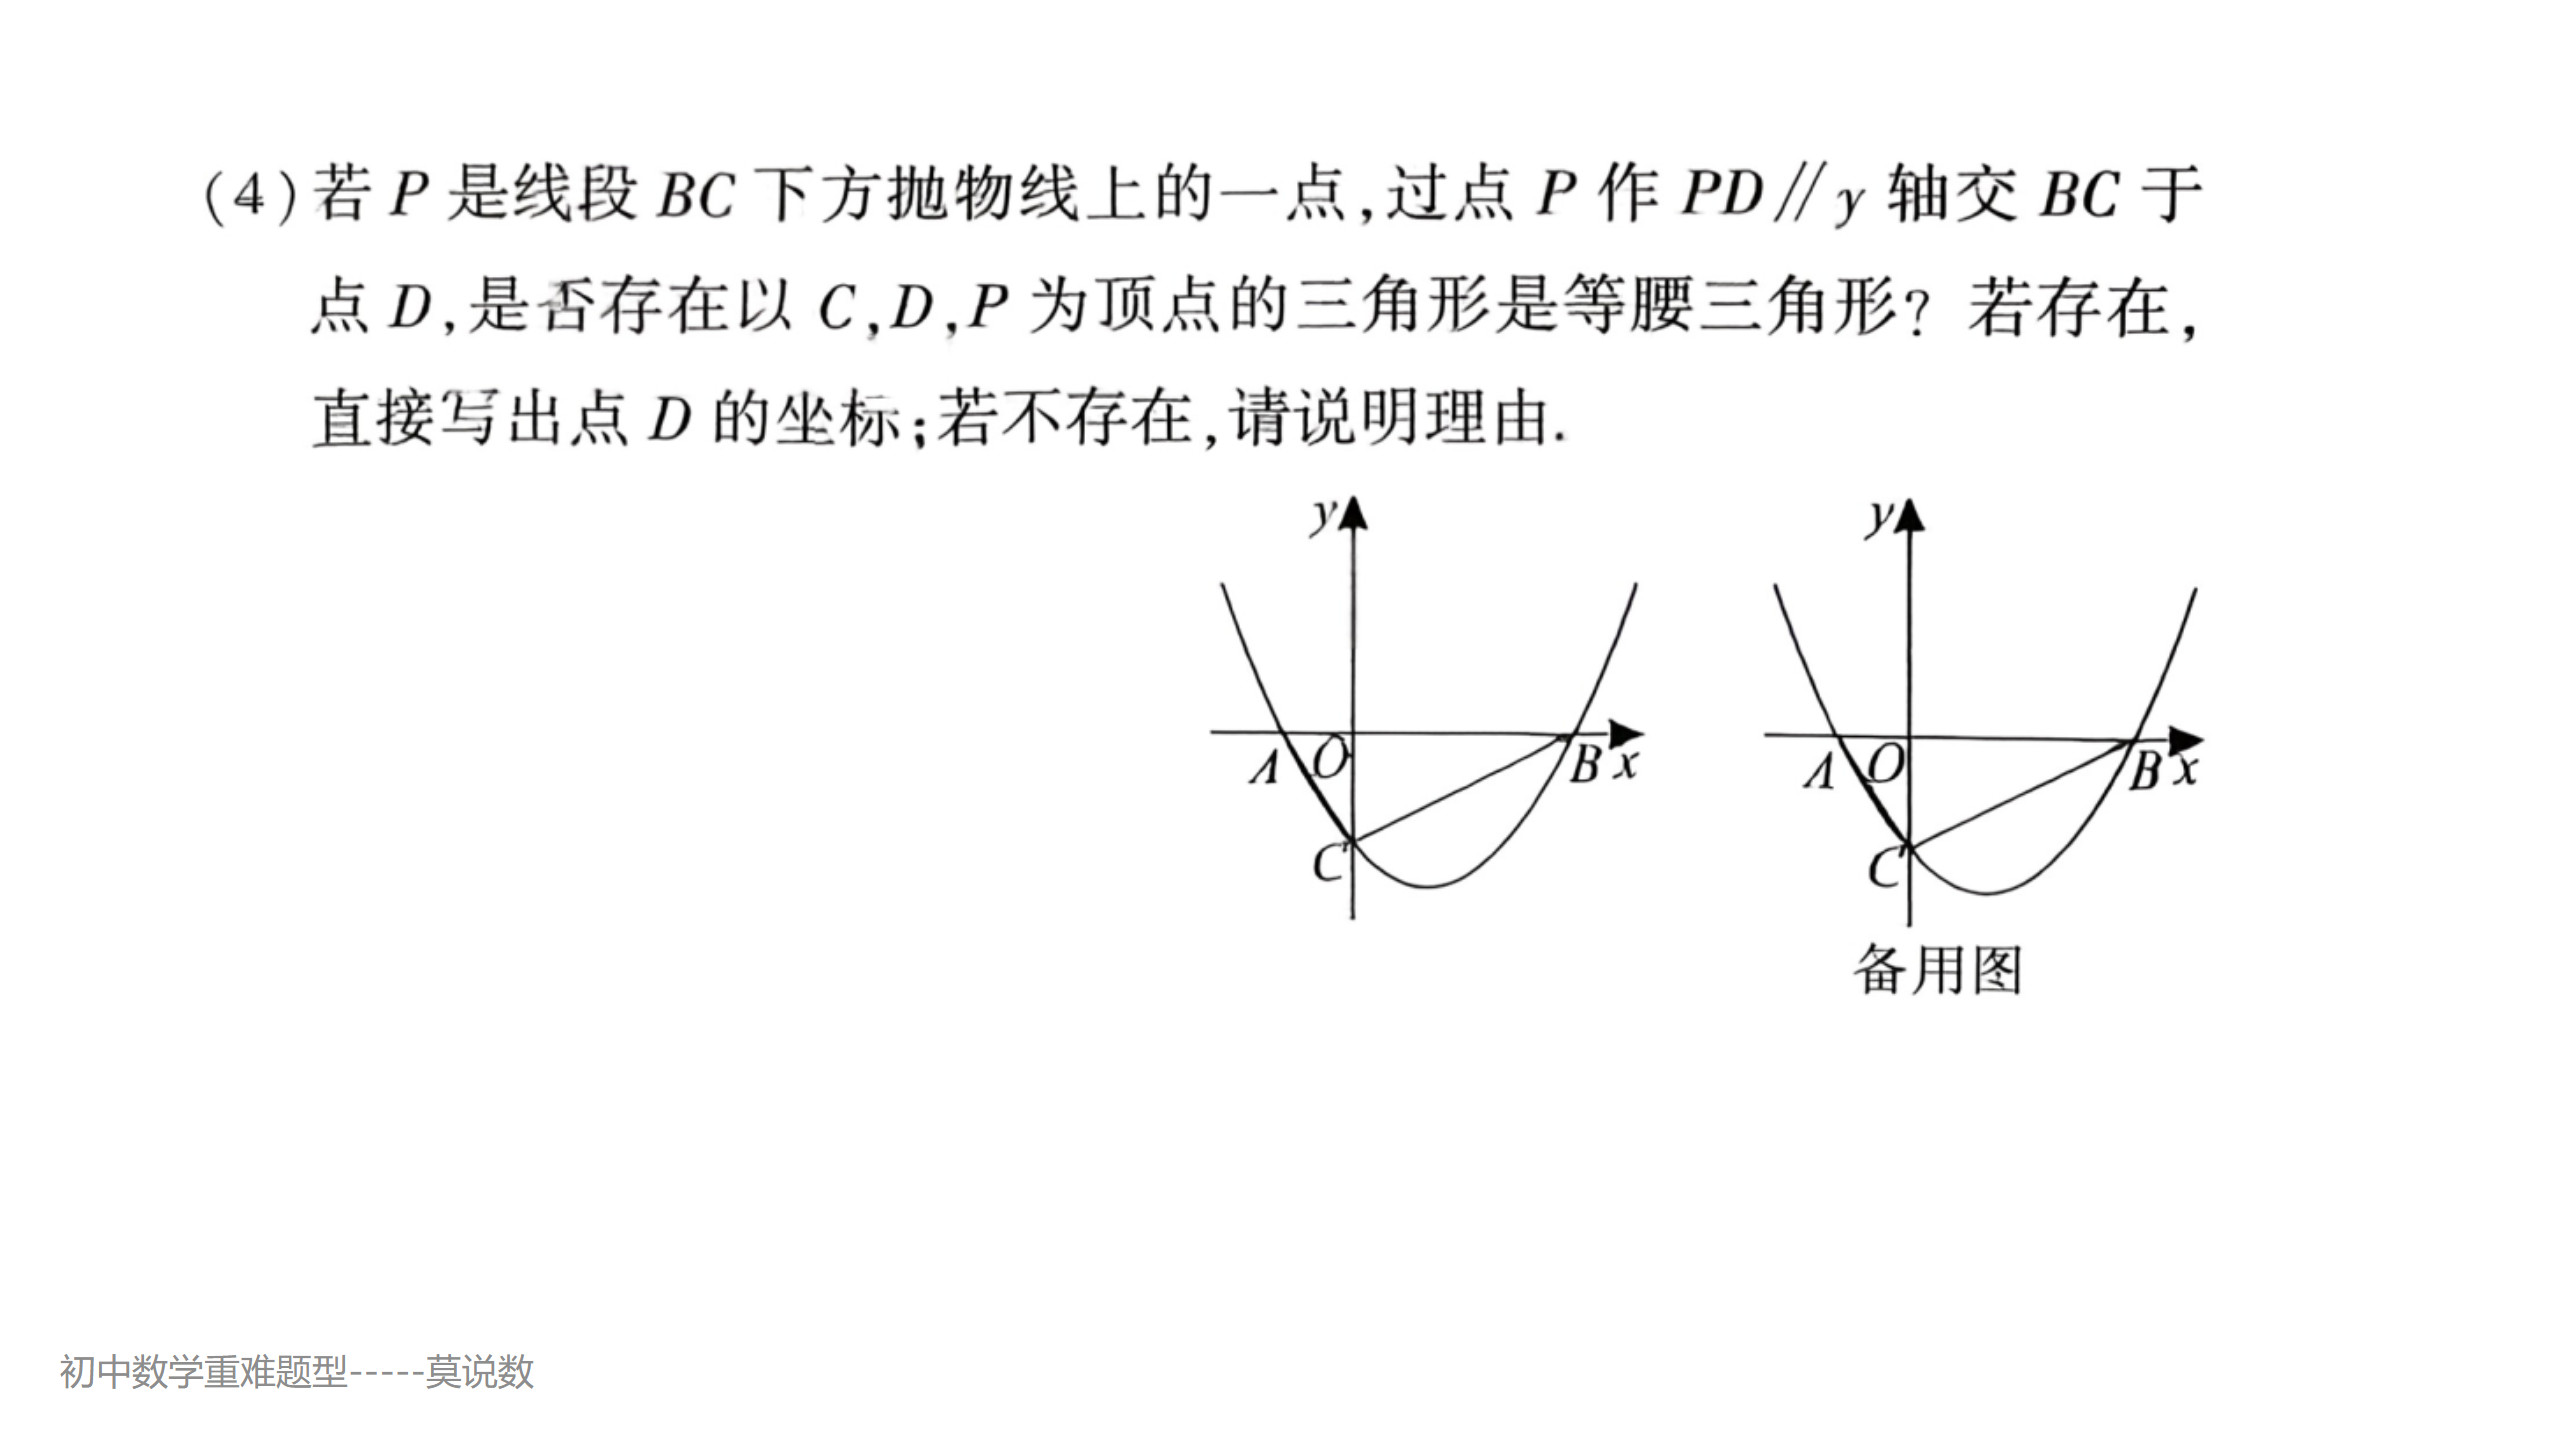 (4)若P是线段BC下方抛物线上的一点,过点P作PD∥y轴交BC于
点D,是否存在以C,D,P为顶点的三角形是等腰三角形?若存在,
直接写出点D的坐标;若不存在,请说明理由.
y
A O B x
C
y
A O B x
C
备用图
初中数学重难题型-----莫说数